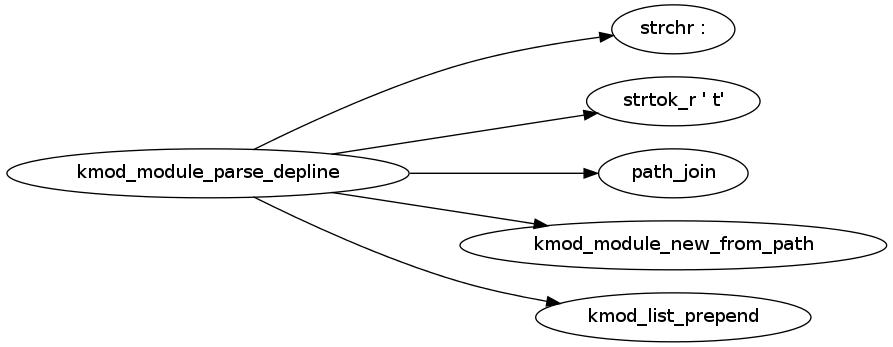 strchr :
strtok_r ' t'
kmod_module_parse_depline
path_join
kmod_module_new_from_path
kmod_list_prepend